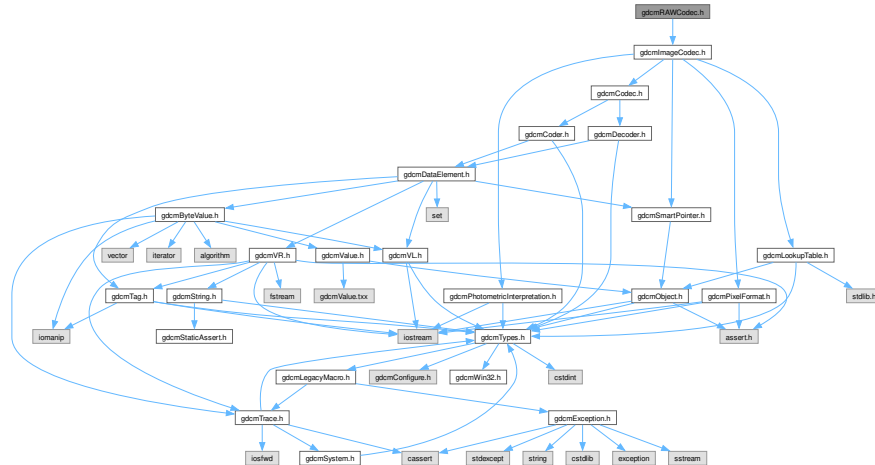 gdcmRAWCodec.h
gdcmImageCodec.h
gdcmCodec.h
gdcmCoder.h
gdcmDecoder.h
gdcmDataElement.h
gdcmByteValue.h
set
gdcmSmartPointer.h
vector
iterator
algorithm
gdcmVR.h
gdcmValue.h
gdcmVL.h
gdcmLookupTable.h
gdcmTag.h
gdcmString.h
fstream
gdcmValue.txx
gdcmPhotometricInterpretation.h
gdcmObject.h
gdcmPixelFormat.h
stdlib.h
iomanip
gdcmStaticAssert.h
iostream
gdcmTypes.h
assert.h
gdcmLegacyMacro.h
gdcmConfigure.h
gdcmWin32.h
cstdint
gdcmTrace.h
gdcmException.h
iosfwd
gdcmSystem.h
cassert
stdexcept
string
cstdlib
exception
sstream